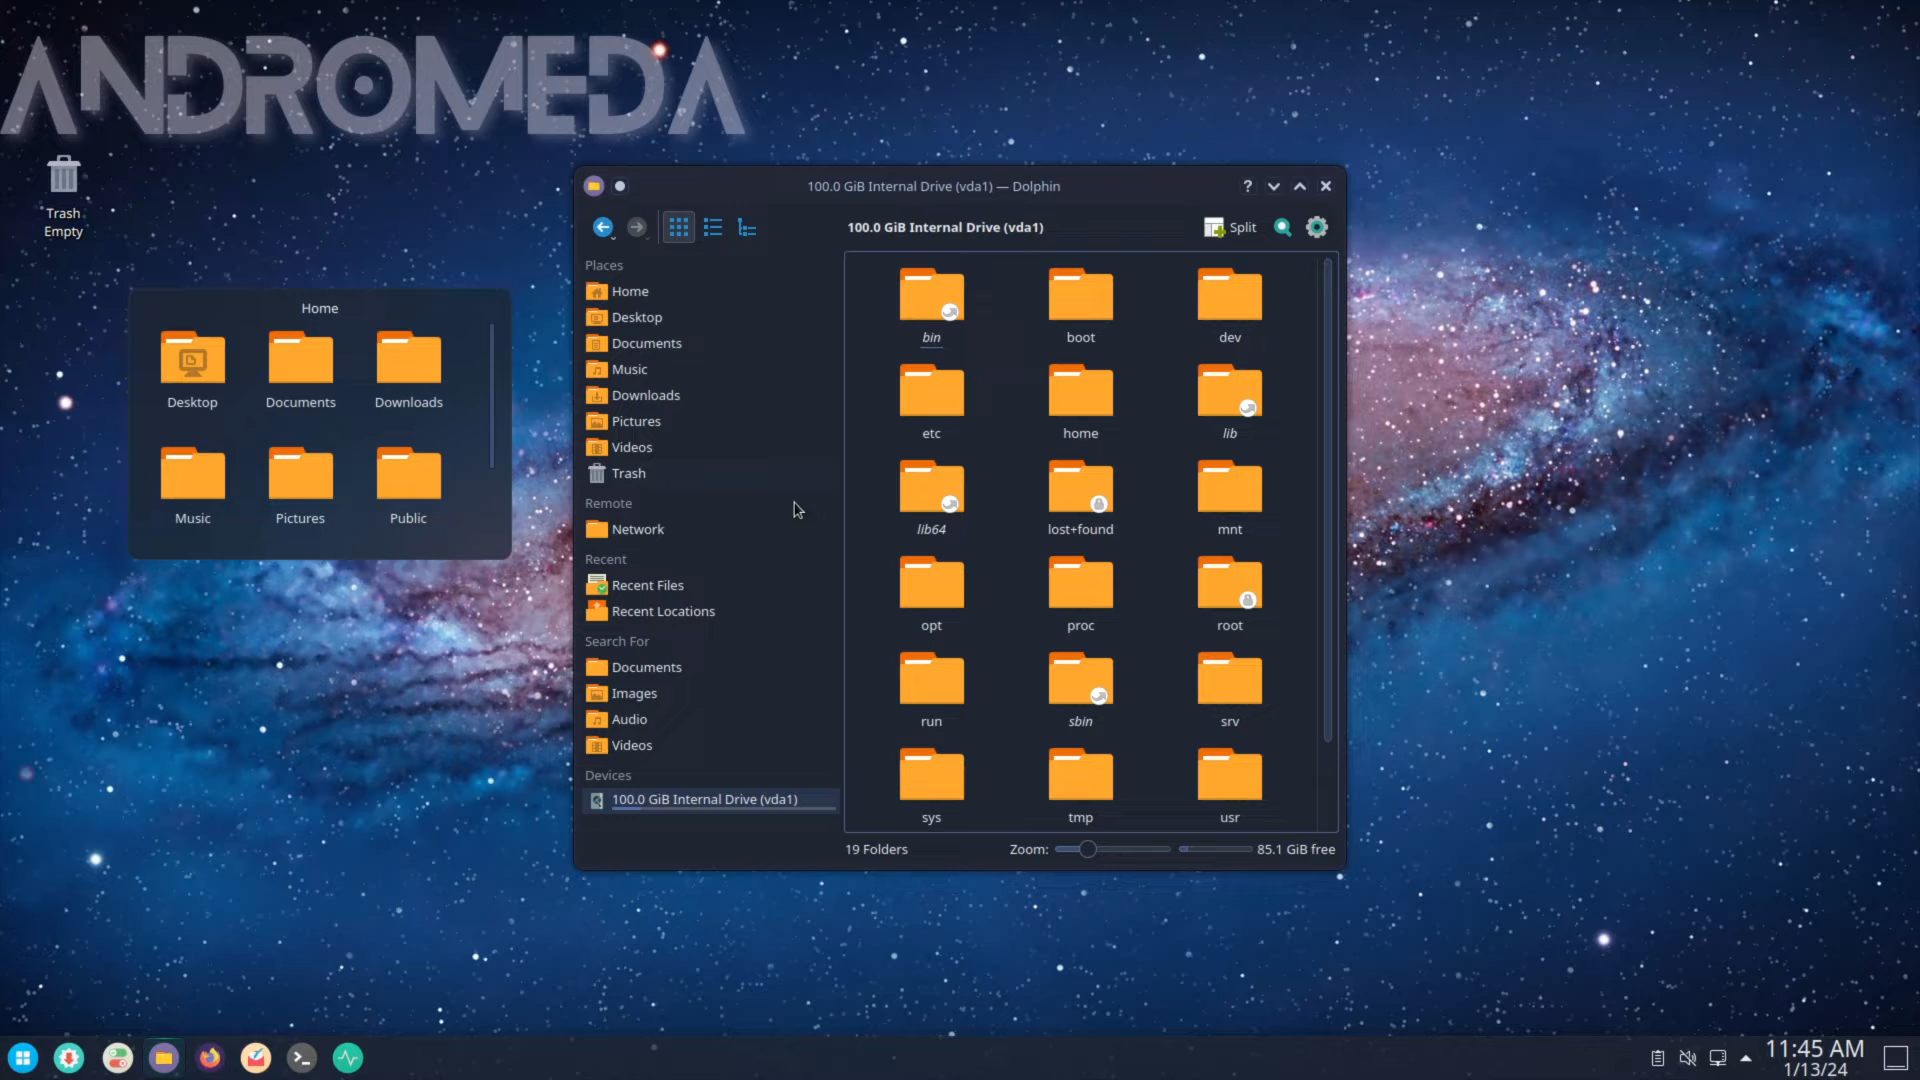 ANDROMEDA
Trash
Empty
Home
Desktop
Documents
Downloads
Music
Pictures
Public
100.0 GiB Internal Drive (vda1) — Dolphin
?
100.0 GiB Internal Drive (vda1)
Split
Places
Home
Desktop
Documents
Music
Downloads
Pictures
Videos
Trash
Remote
Network
Recent
Recent Files
Recent Locations
Search For
Documents
Images
Audio
Videos
Devices
100.0 GiB Internal Drive (vda1)
bin
boot
dev
etc
home
lib
lib64
lost+found
mnt
opt
proc
root
run
sbin
srv
sys
tmp
usr
19 Folders
Zoom:
85.1 GiB free
11:45 AM
1/13/24